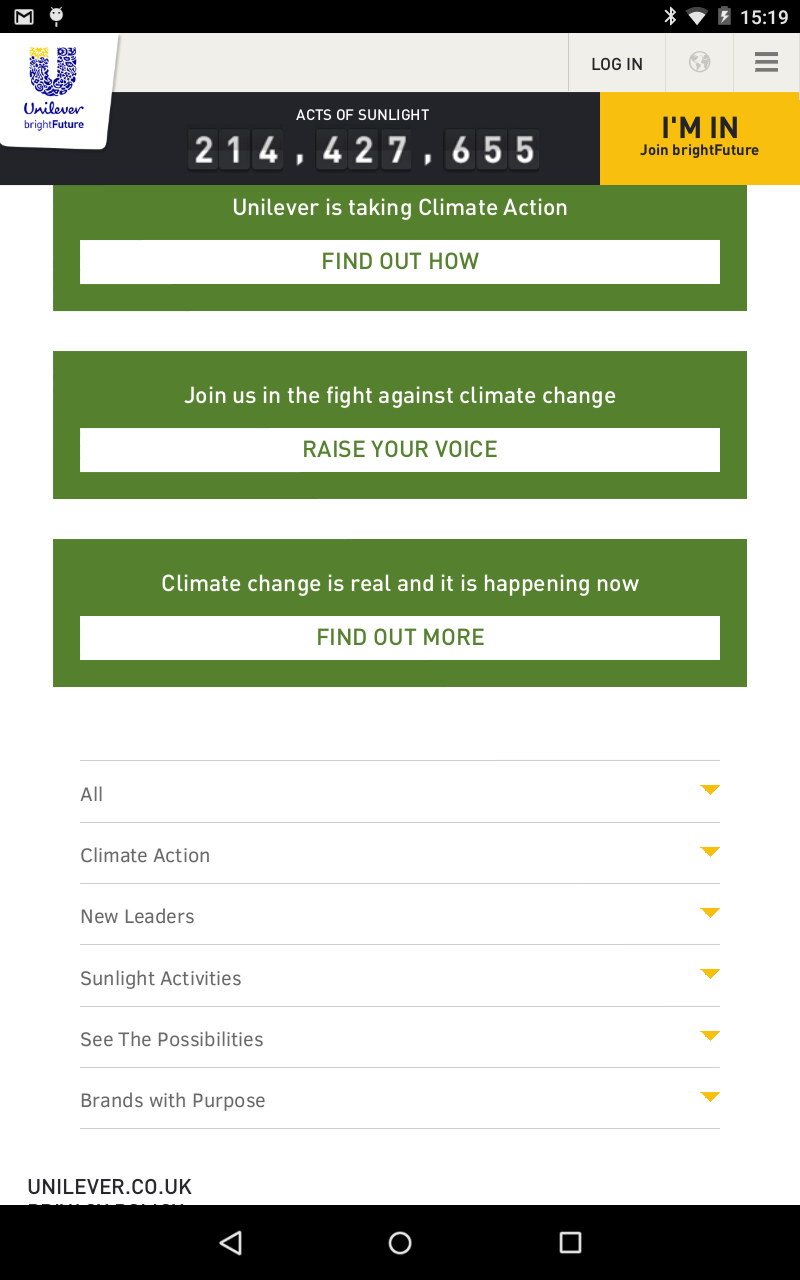 15:19
Unilever
brightFuture
LOG IN
ACTS OF SUNLIGHT
214,427,655
I'M IN
Join brightFuture
Unilever is taking Climate Action
FIND OUT HOW
Join us in the fight against climate change
RAISE YOUR VOICE
Climate change is real and it is happening now
FIND OUT MORE
All
Climate Action
New Leaders
Sunlight Activities
See The Possibilities
Brands with Purpose
UNILEVER.CO.UK